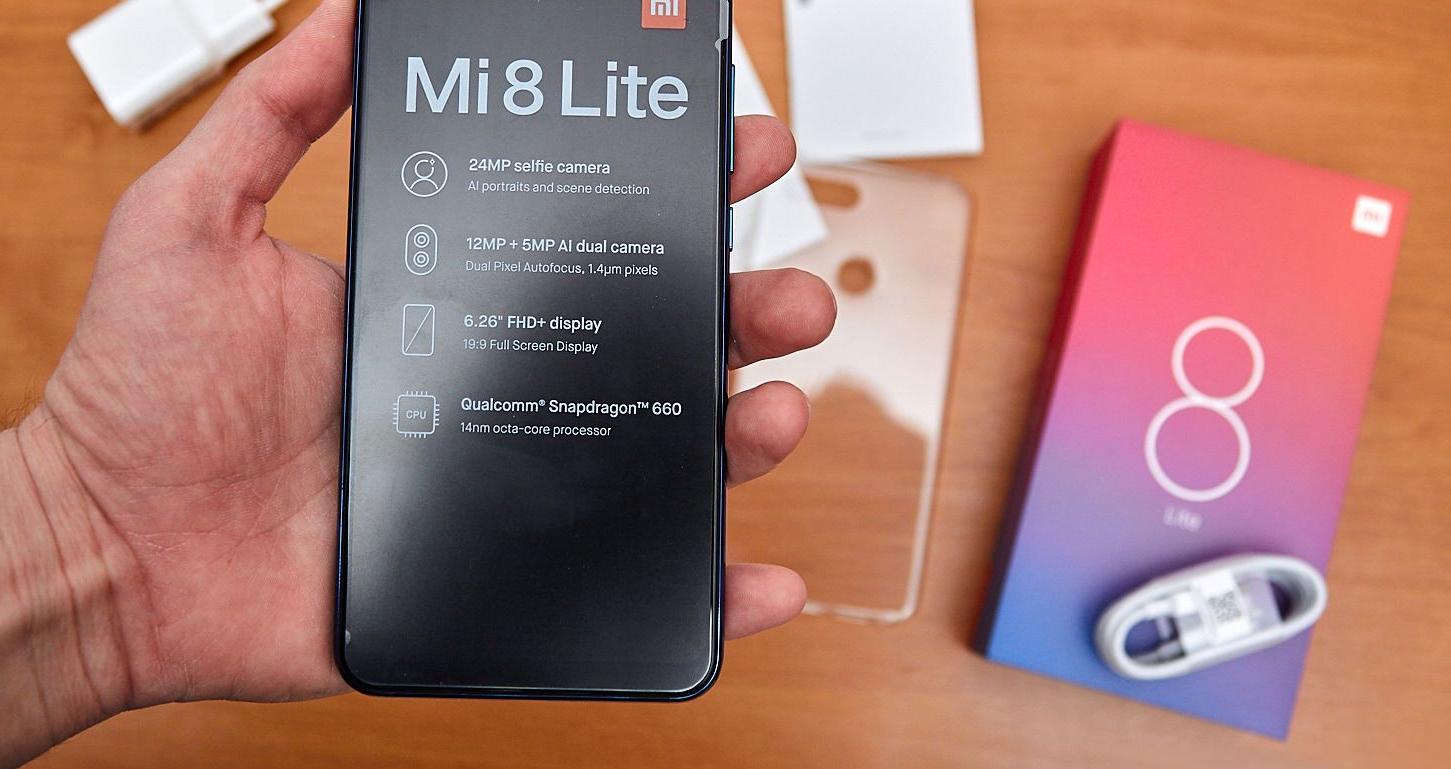 mi
Mi 8 Lite
24MP selfie camera
AI portraits and scene detection
12MP + 5MP AI dual camera
Dual Pixel Autofocus, 1.4µm pixels
6.26" FHD+ display
19:9 Full Screen Display
CPU
Qualcomm® Snapdragon™ 660
14nm octa-core processor
mi
8
Lite